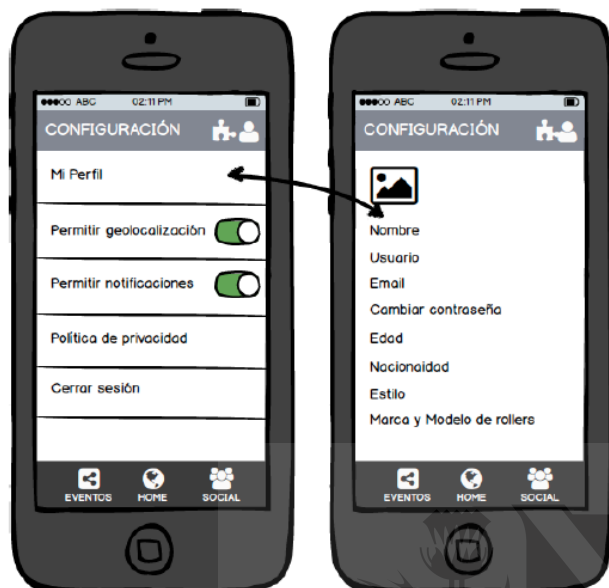 ABC 02:11 PM
CONFIGURACIÓN
Mi Perfil
Permitir geolocalización
Permitir notificaciones
Política de privacidad
Cerrar sesión
EVENTOS HOME SOCIAL
ABC 02:11 PM
CONFIGURACIÓN
Nombre
Usuario
Email
Cambiar contraseña
Edad
Nacionaidad
Estilo
Marca y Modelo de rollers
EVENTOS HOME SOCIAL